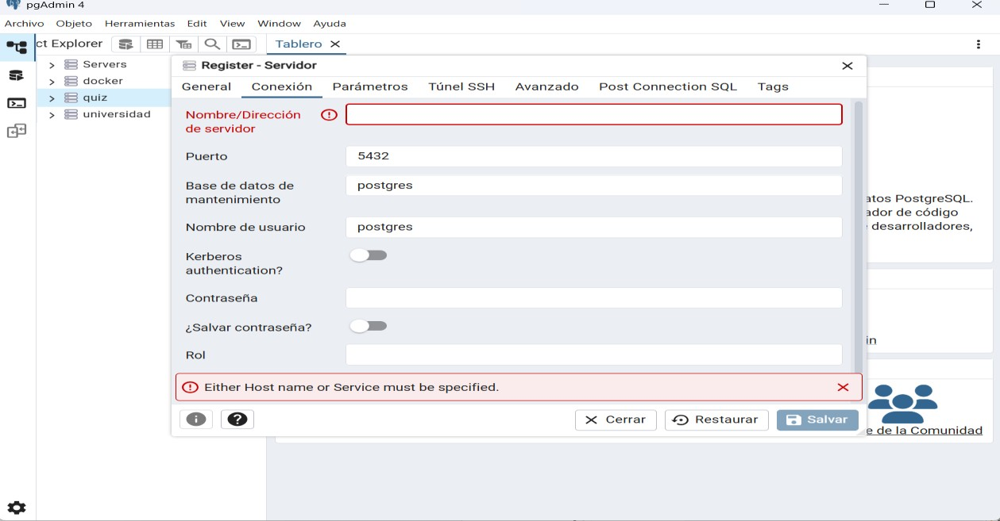 pgAdmin 4
Archivo Objeto Herramientas Edit View Window Ayuda
ct Explorer
Tablero
Servers
docker
quiz
universidad
Register - Servidor
General Conexión Parámetros Túnel SSH Avanzado Post Connection SQL Tags
Nombre/Dirección
de servidor
Puerto
5432
Base de datos de
mantenimiento
postgres
Nombre de usuario
postgres
Kerberos
authentication?
Contraseña
¿Salvar contraseña?
Rol
Either Host name or Service must be specified.
Cerrar Restaurar Salvar
atos PostgreSQL.
ador de código
desarrolladores,
in
e de la Comunidad